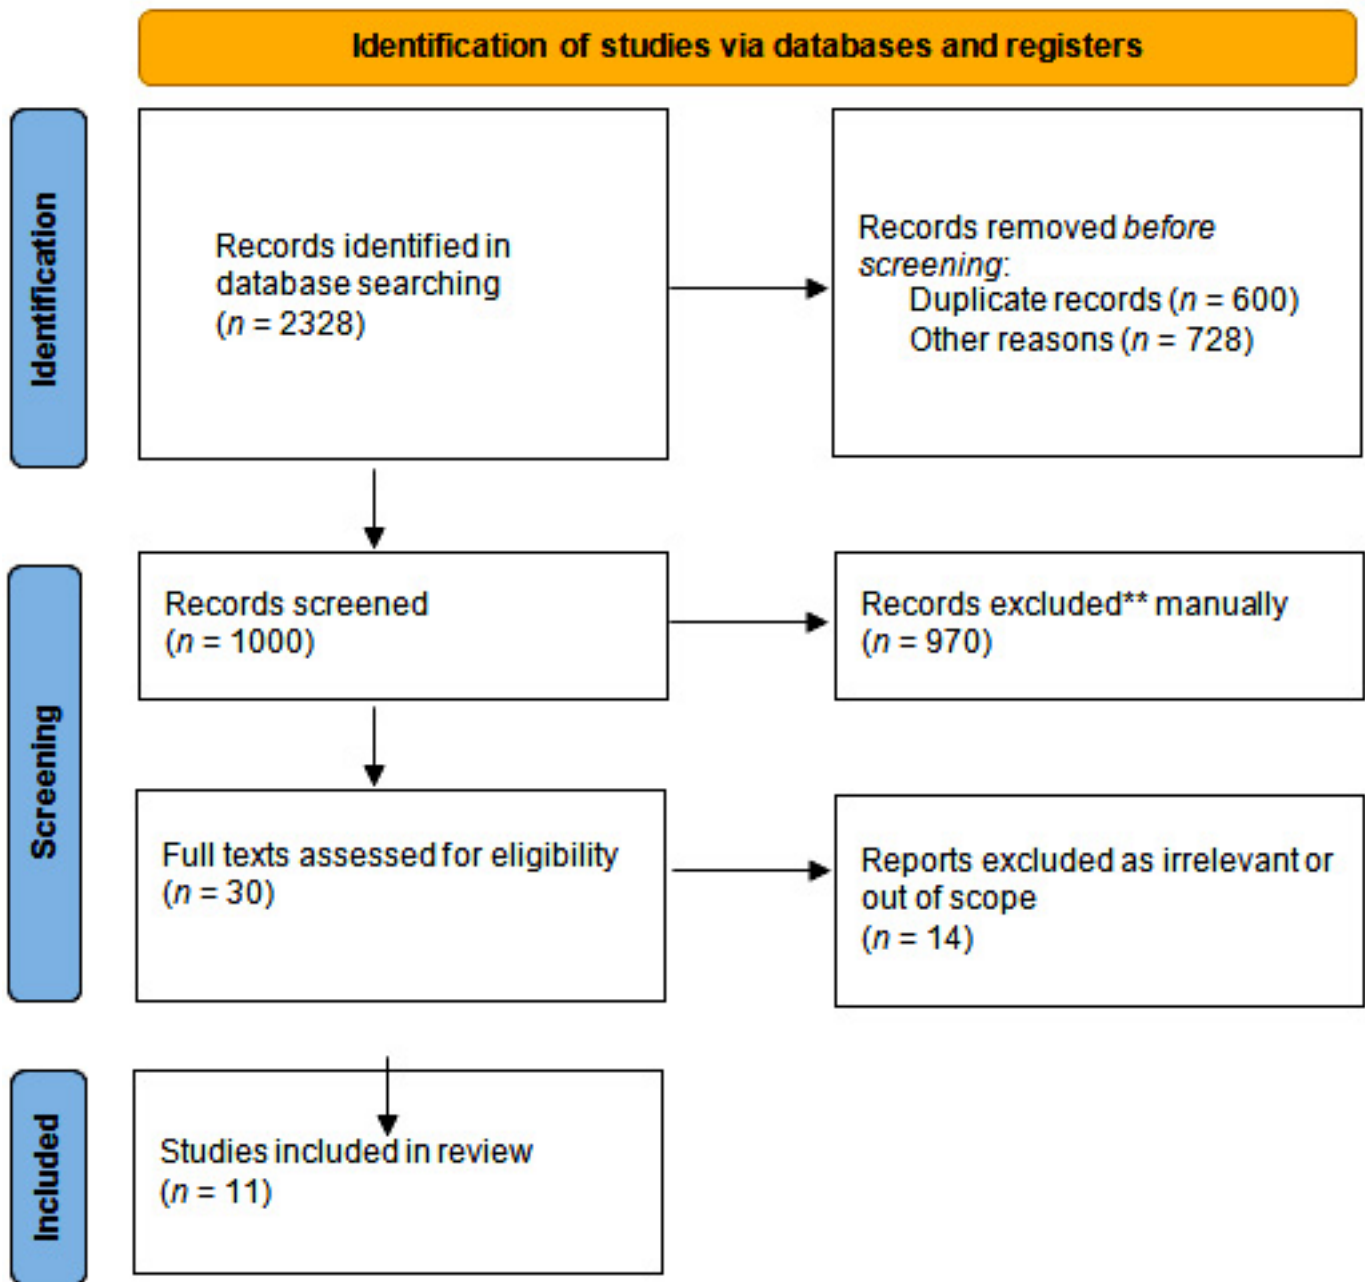 Identification of studies via databases and registers
Identification
Records identified in
database searching
(n = 2328)
Records removed before
screening:
Duplicate records (n = 600)
Other reasons (n = 728)
Screening
Records screened
(n = 1000)
Records excluded** manually
(n = 970)
Full texts assessed for eligibility
(n = 30)
Reports excluded as irrelevant or
out of scope
(n = 14)
Included
Studies included in review
(n = 11)